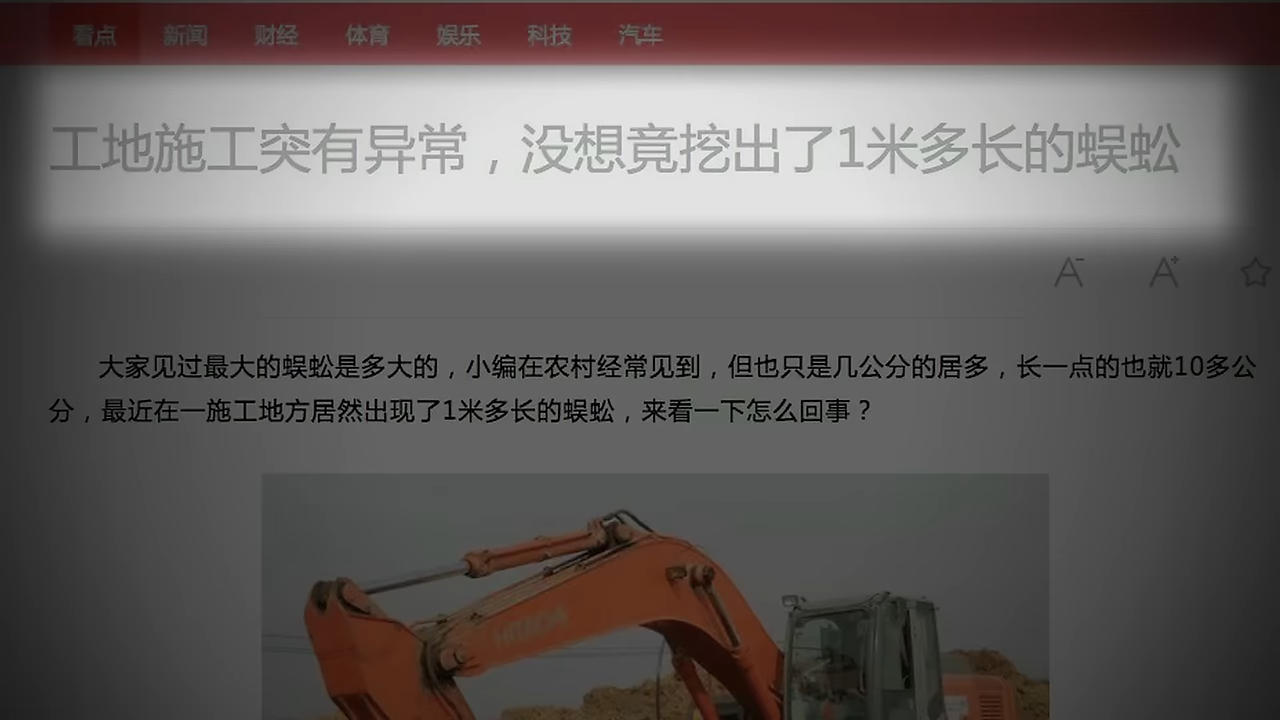 看点 新闻 财经 体育 娱乐 科技 汽车
工地施工突有异常，没想竟挖出了1米多长的蜈蚣
A- A+
大家见过最大的蜈蚣是多大的，小编在农村经常见到，但也只是几公分的居多，长一点的也就10多公
分，最近在一施工地方居然出现了1米多长的蜈蚣，来看一下怎么回事？
HITACHI